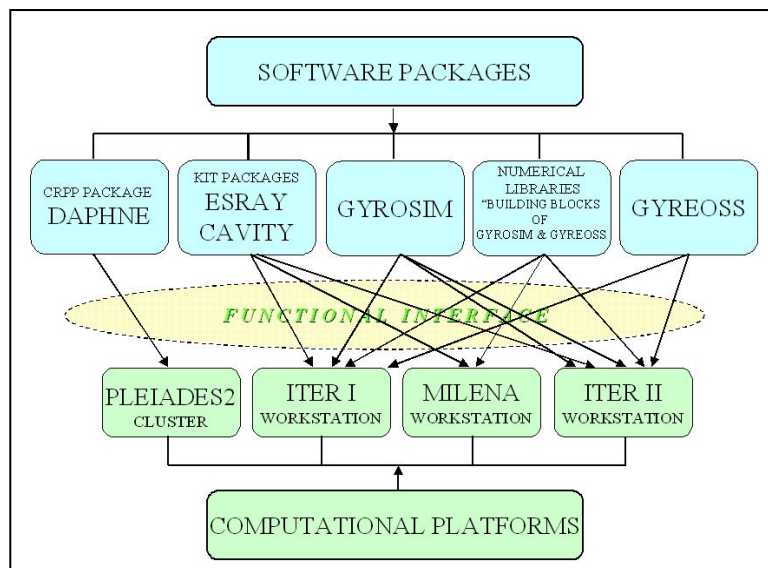 SOFTWARE PACKAGES
CRPP PACKAGE
DAPHNE
KIT PACKAGES
ESRAY
CAVITY
GYROSIM
NUMERICAL
LIBRARIES
“BUILDING BLOCKS
OF
GYROSIM & GYREOSS
GYREOSS
FUNCTIONAL INTERFACE
PLEIADES2
CLUSTER
ITER I
WORKSTATION
MILENA
WORKSTATION
ITER II
WORKSTATION
COMPUTATIONAL PLATFORMS